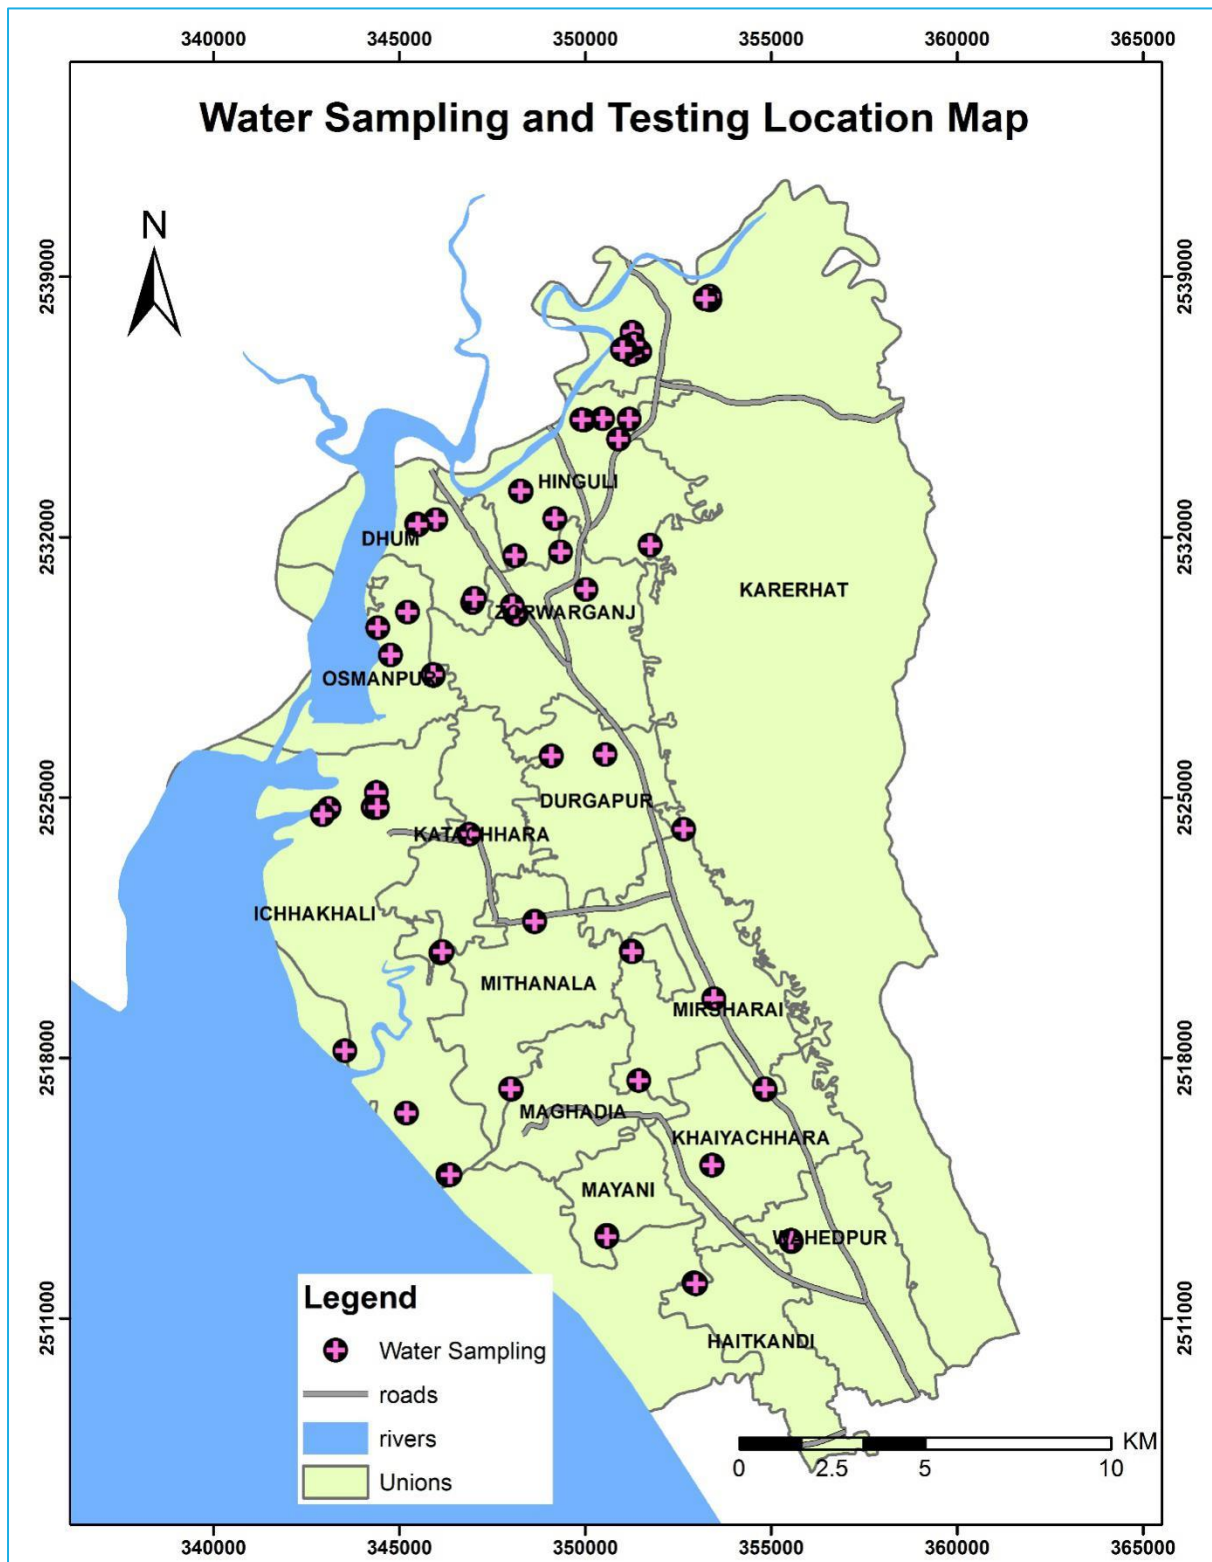 340000 345000 350000 355000 360000 365000
Water Sampling and Testing Location Map
N
2539000 2539000
HINGULI
2532000 2532000
DHUM
KARERHAT
ZORWARGANJ
OSMANPUR
2525000 2525000
DURGAPUR
KATACHHARA
ICHHAKHALI
MITHANALA
MIRSHARAI
2518000 2518000
MAGHADIA
KHAIYACHHARA
MAYANI
WAHEDPUR
2511000 2511000
HAITKANDI
Legend
Water Sampling
roads
rivers
Unions
KM
0 2.5 5 10
340000 345000 350000 355000 360000 365000